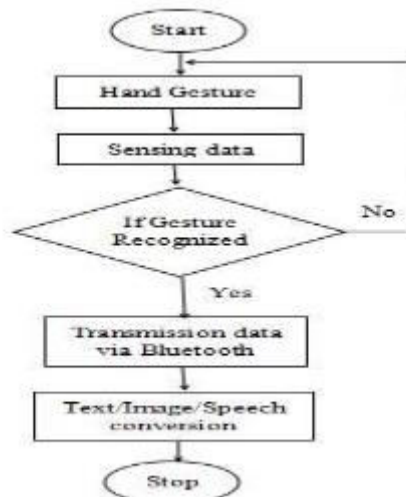 Start
Hand Gesture
Sensing data
If Gesture
Recognized
No
Yes
Transmission data
via Bluetooth
Text/Image/Speech
conversion
Stop